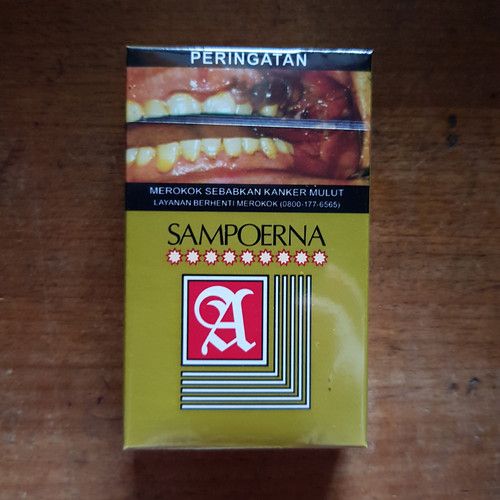 PERINGATAN
MEROKOK SEBABKAN KANKER MULUT
LAYANAN BERHENTI MEROKOK (0800-177-6565)
SAMPOERNA
A